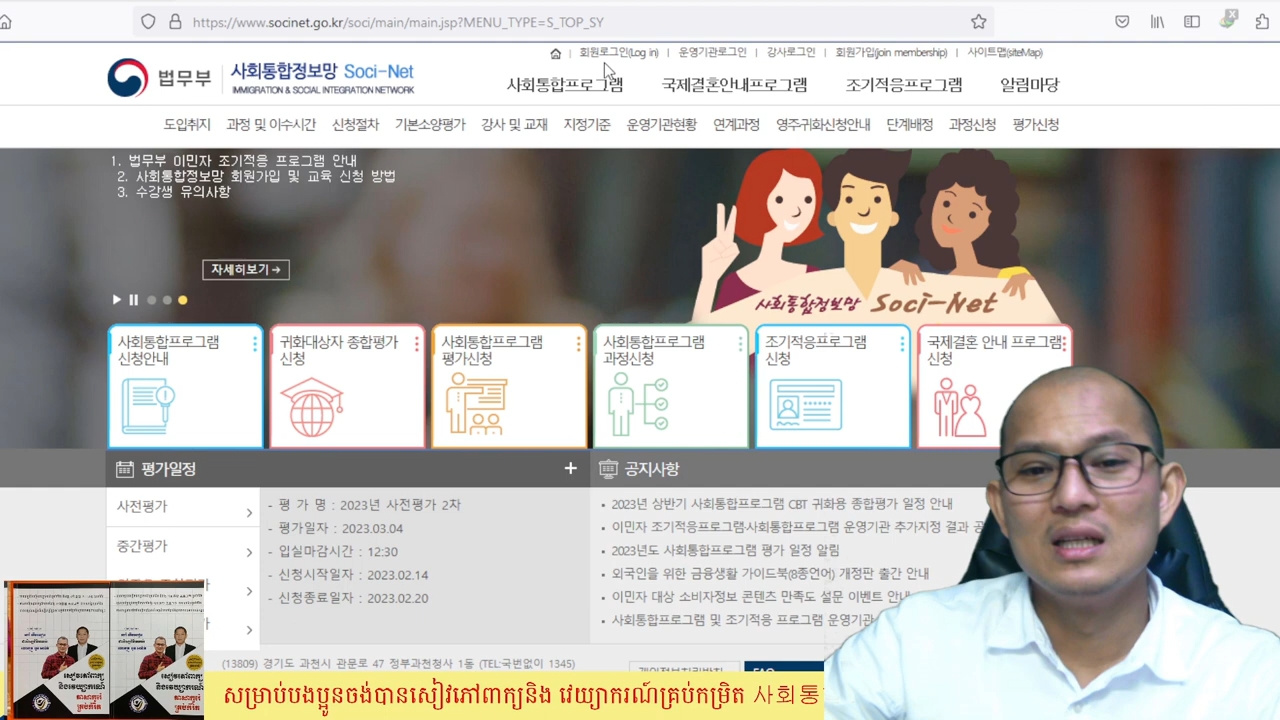 https://www.socinet.go.kr/soci/main/main.jsp?MENU_TYPE=S_TOP_SY
회원로그인(Log in) | 운영기관로그인 | 강사로그인 | 회원가입(join membership) | 사이트맵(siteMap)
법무부 사회통합정보망 Soci-Net
IMMIGRATION & SOCIAL INTEGRATION NETWORK
사회통합프로그램 국제결혼안내프로그램 조기적응프로그램 알림마당
도입취지 과정 및 이수시간 신청절차 기본소양평가 강사 및 교재 지정기준 운영기관현황 연계과정 영주귀화신청안내 단계배정 과정신청 평가신청
1. 법무부 이민자 조기적응 프로그램 안내
2. 사회통합정보망 회원가입 및 교육 신청 방법
3. 수강생 유의사항
자세히보기→
사회통합정보망 Soci-Net
사회통합프로그램 신청안내
귀화대상자 종합평가 신청
사회통합프로그램 평가신청
사회통합프로그램 과정신청
조기적응프로그램 신청
국제결혼 안내 프로그램 신청
평가일정 +
사전평가
중간평가
- 평 가 명 : 2023년 사전평가 2차
- 평가일자 : 2023.03.04
- 입실마감시간 : 12:30
- 신청시작일자 : 2023.02.14
- 신청종료일자 : 2023.02.20
공지사항
2023년 상반기 사회통합프로그램 CBT 귀화용 종합평가 일정 안내
이민자 조기적응프로그램·사회통합프로그램 운영기관 추가지정 결과
2023년도 사회통합프로그램 평가 일정 알림
외국인을 위한 금융생활 가이드북(8종언어) 개정판 출간 안내
이민자 대상 소비자정보 콘텐츠 만족도 설문 이벤트 안내
사회통합프로그램 및 조기적응 프로그램 운영기관
(13809) 경기도 과천시 관문로 47 정부과천청사 1동 (TEL:국번없이 1345)
សម្រាប់បងប្អូនចង់បានសៀវភៅពាក្យនិង វេយ្យាករណ៍គ្រប់កម្រិត 사회통